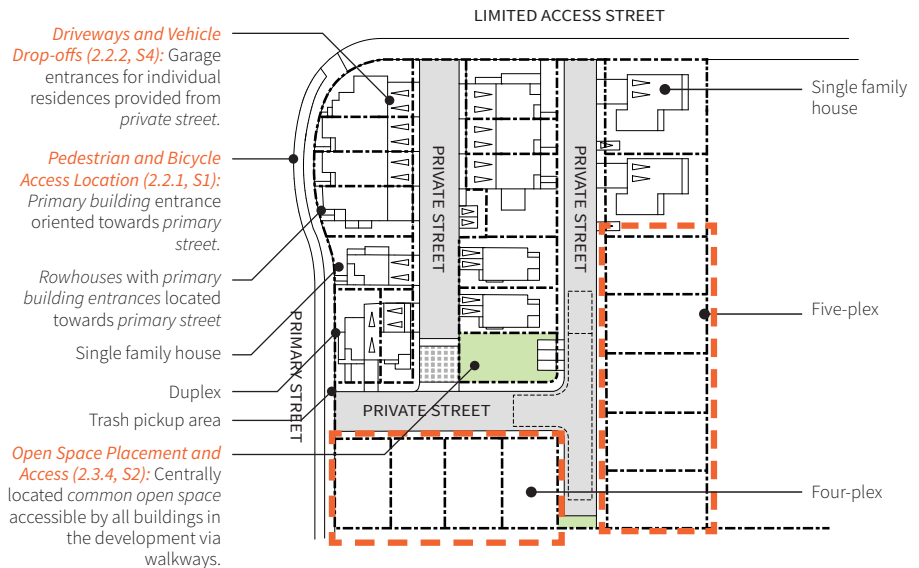 LIMITED ACCESS STREET
Driveways and Vehicle
Drop-offs (2.2.2, S4): Garage
entrances for individual
residences provided from
private street.
Pedestrian and Bicycle
Access Location (2.2.1, S1):
Primary building entrance
oriented towards primary
street.
Rowhouses with primary
building entrances located
towards primary street
Single family house
Duplex
Trash pickup area
Open Space Placement and
Access (2.3.4, S2): Centrally
located common open space
accessible by all buildings in
the development via
walkways.
PRIMARY STREET
PRIVATE STREET
PRIVATE STREET
PRIVATE STREET
Single family
house
Five-plex
Four-plex